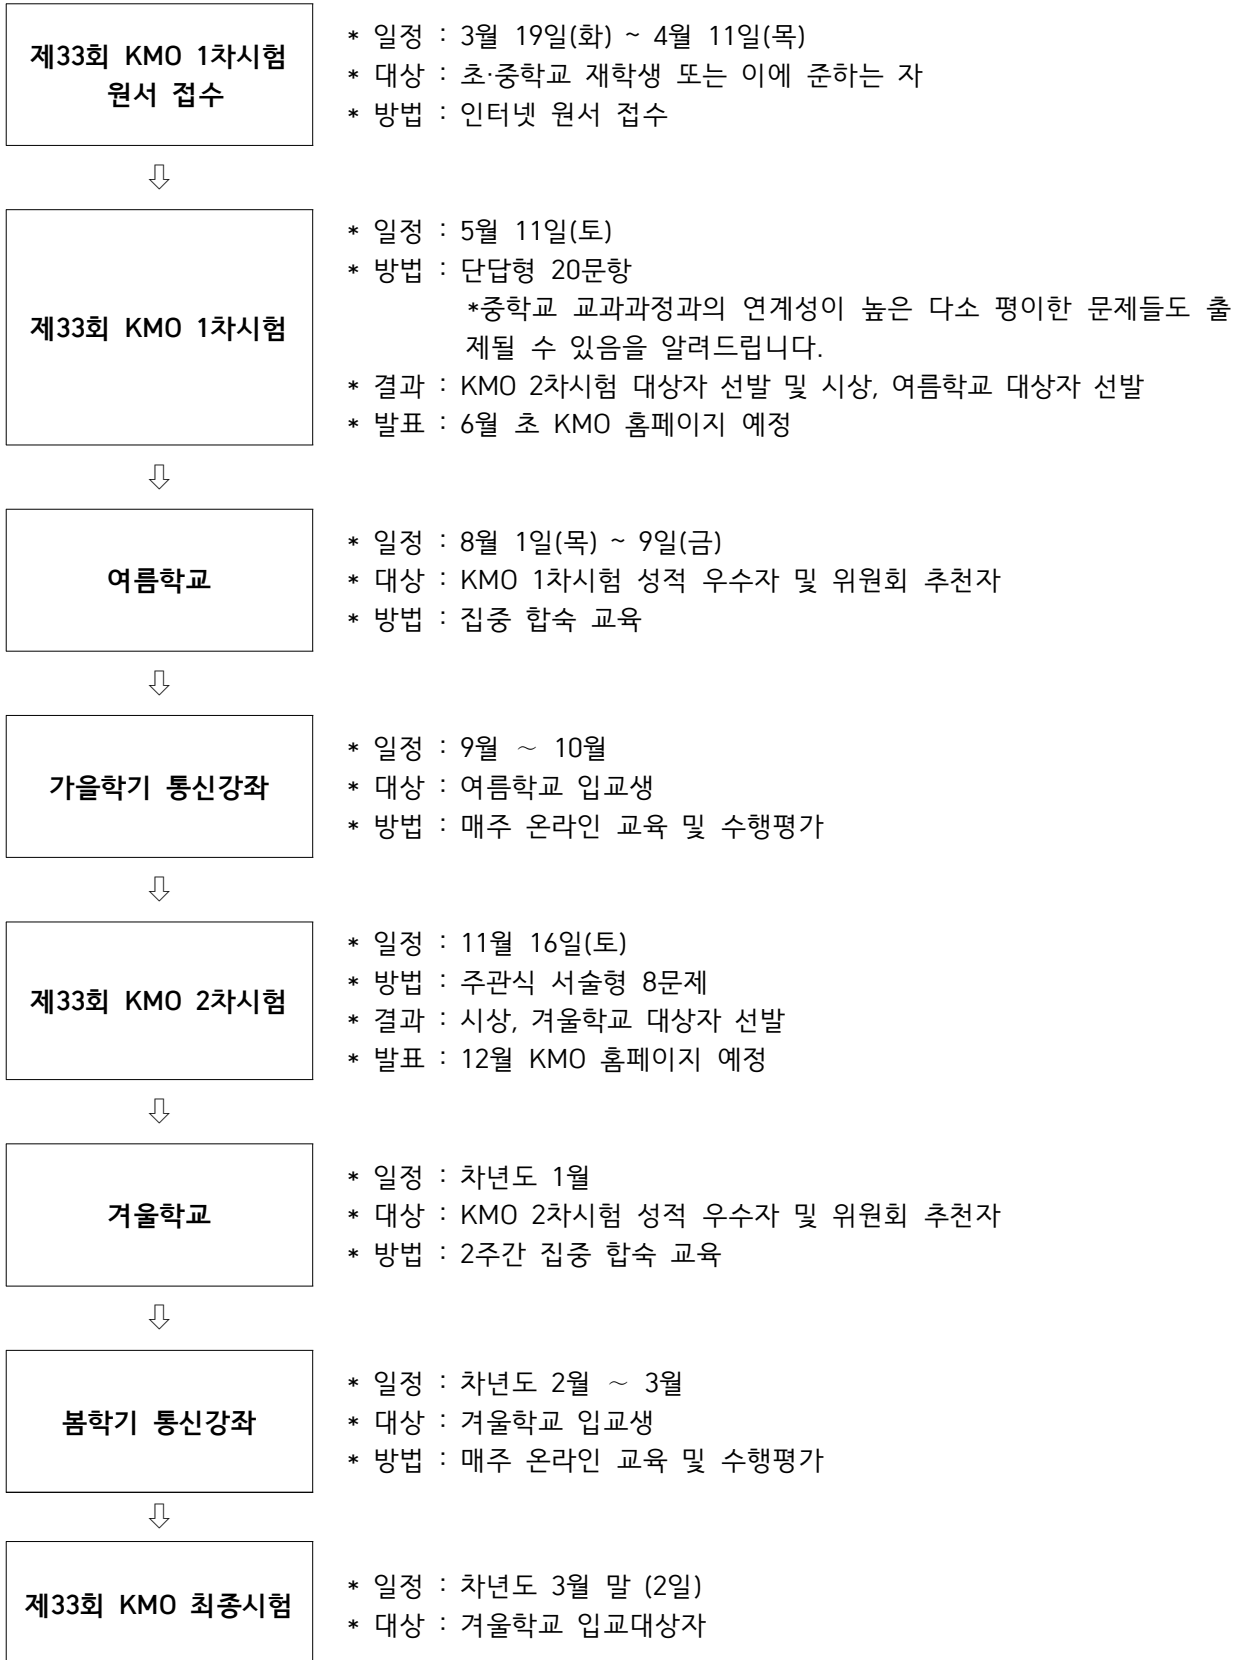 제33회 KMO 1차시험
원서 접수
* 일정 : 3월 19일(화) ~ 4월 11일(목)
* 대상 : 초·중학교 재학생 또는 이에 준하는 자
* 방법 : 인터넷 원서 접수
⇩
제33회 KMO 1차시험
* 일정 : 5월 11일(토)
* 방법 : 단답형 20문항
*중학교 교과과정과의 연계성이 높은 다소 평이한 문제들도 출
제될 수 있음을 알려드립니다.
* 결과 : KMO 2차시험 대상자 선발 및 시상, 여름학교 대상자 선발
* 발표 : 6월 초 KMO 홈페이지 예정
⇩
여름학교
* 일정 : 8월 1일(목) ~ 9일(금)
* 대상 : KMO 1차시험 성적 우수자 및 위원회 추천자
* 방법 : 집중 합숙 교육
⇩
가을학기 통신강좌
* 일정 : 9월 ～ 10월
* 대상 : 여름학교 입교생
* 방법 : 매주 온라인 교육 및 수행평가
⇩
제33회 KMO 2차시험
* 일정 : 11월 16일(토)
* 방법 : 주관식 서술형 8문제
* 결과 : 시상, 겨울학교 대상자 선발
* 발표 : 12월 KMO 홈페이지 예정
⇩
겨울학교
* 일정 : 차년도 1월
* 대상 : KMO 2차시험 성적 우수자 및 위원회 추천자
* 방법 : 2주간 집중 합숙 교육
⇩
봄학기 통신강좌
* 일정 : 차년도 2월 ～ 3월
* 대상 : 겨울학교 입교생
* 방법 : 매주 온라인 교육 및 수행평가
⇩
제33회 KMO 최종시험
* 일정 : 차년도 3월 말 (2일)
* 대상 : 겨울학교 입교대상자